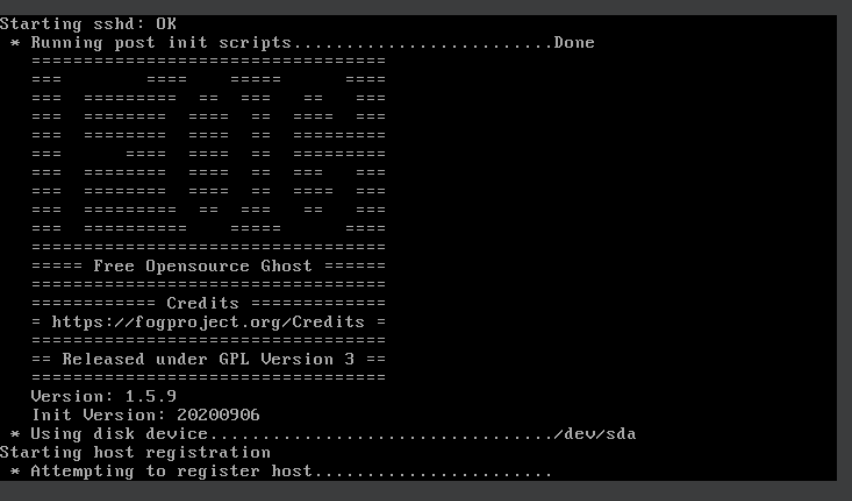 Starting sshd: OK
 * Running post init scripts.........................Done
   ==================================
   ===        ====    =====      ====
   ===  =========  ==  ===   ==   ===
   ===  ========  ====  ==  ====  ===
   ===  ========  ====  ==  =========
   ===      ====  ====  ==  =========
   ===  ========  ====  ==  ===   ===
   ===  ========  ====  ==  ====  ===
   ===  =========  ==  ===   ==   ===
   ===  ==========    =====      ====
   ==================================
   ===== Free Opensource Ghost ======
   ==================================
   ============ Credits =============
   = https://fogproject.org/Credits =
   ==================================
   == Released under GPL Version 3 ==
   ==================================
   Version: 1.5.9
   Init Version: 20200906
 * Using disk device................................./dev/sda
Starting host registration
 * Attempting to register host.......................